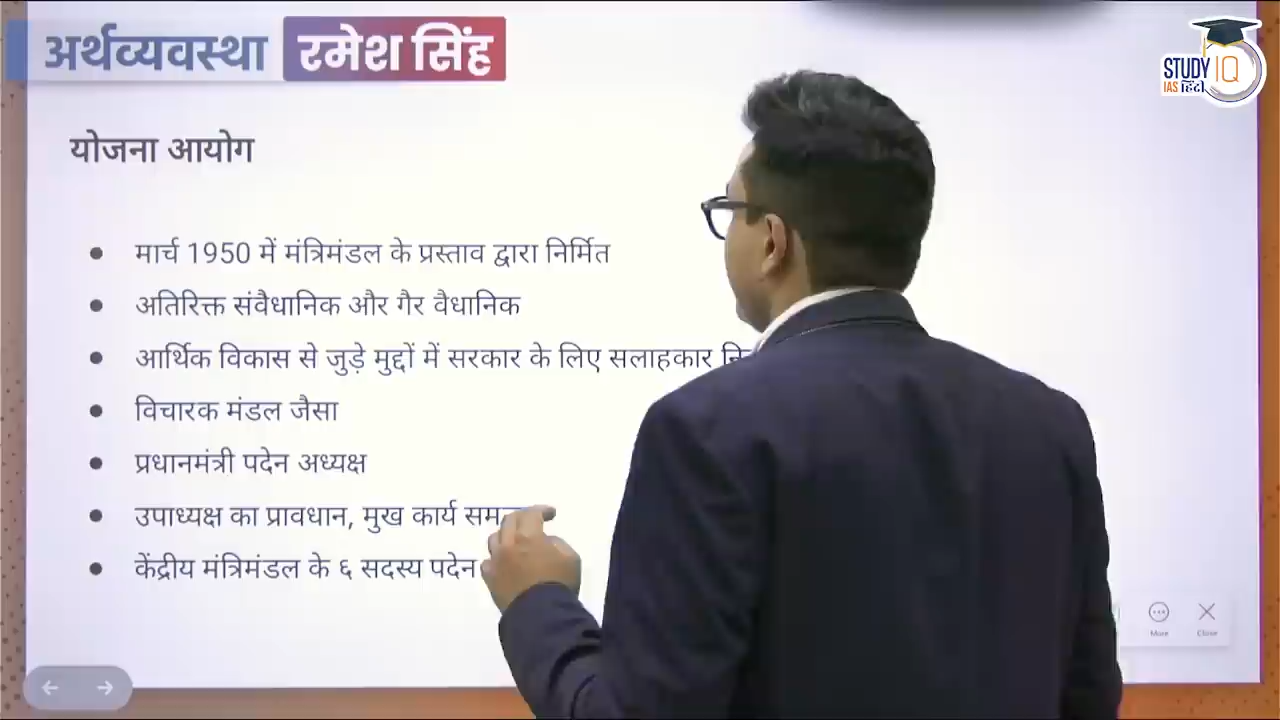 अर्थव्यवस्था रमेश सिंह
STUDY IQ
IAS हिंदी
योजना आयोग
मार्च 1950 में मंत्रिमंडल के प्रस्ताव द्वारा निर्मित
अतिरिक्त संवैधानिक और गैर वैधानिक
आर्थिक विकास से जुड़े मुद्दों में सरकार के लिए सलाहकार
विचारक मंडल जैसा
प्रधानमंत्री पदेन अध्यक्ष
उपाध्यक्ष का प्रावधान, मुख कार्य
केंद्रीय मंत्रिमंडल के ६ सदस्य पदेन
More
Close